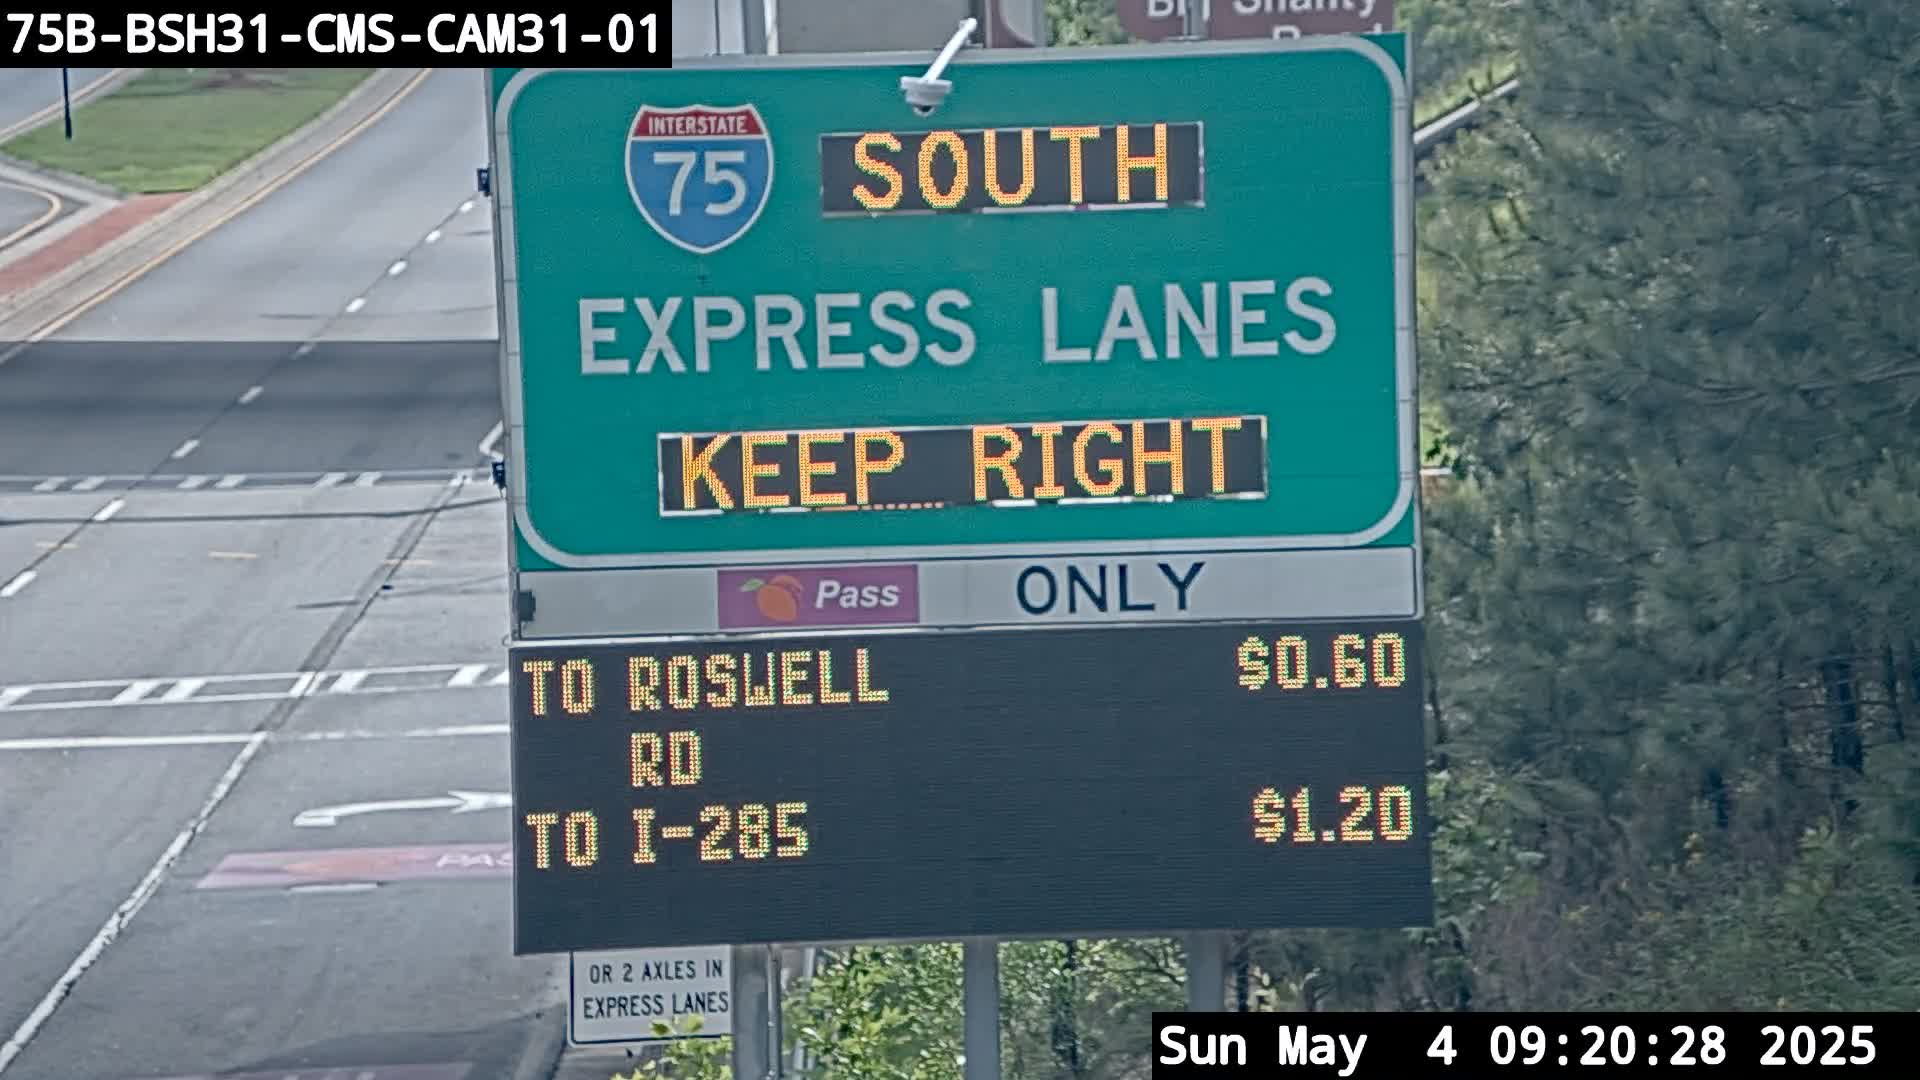 75B-BSH31-CMS-CAM31-01
Shanty
INTERSTATE
75
SOUTH
EXPRESS LANES
KEEP RIGHT
Pass ONLY
TO ROSWELL $0.60
RD
TO I-285 $1.20
OR 2 AXLES IN
EXPRESS LANES
Sun May 4 09:20:28 2025